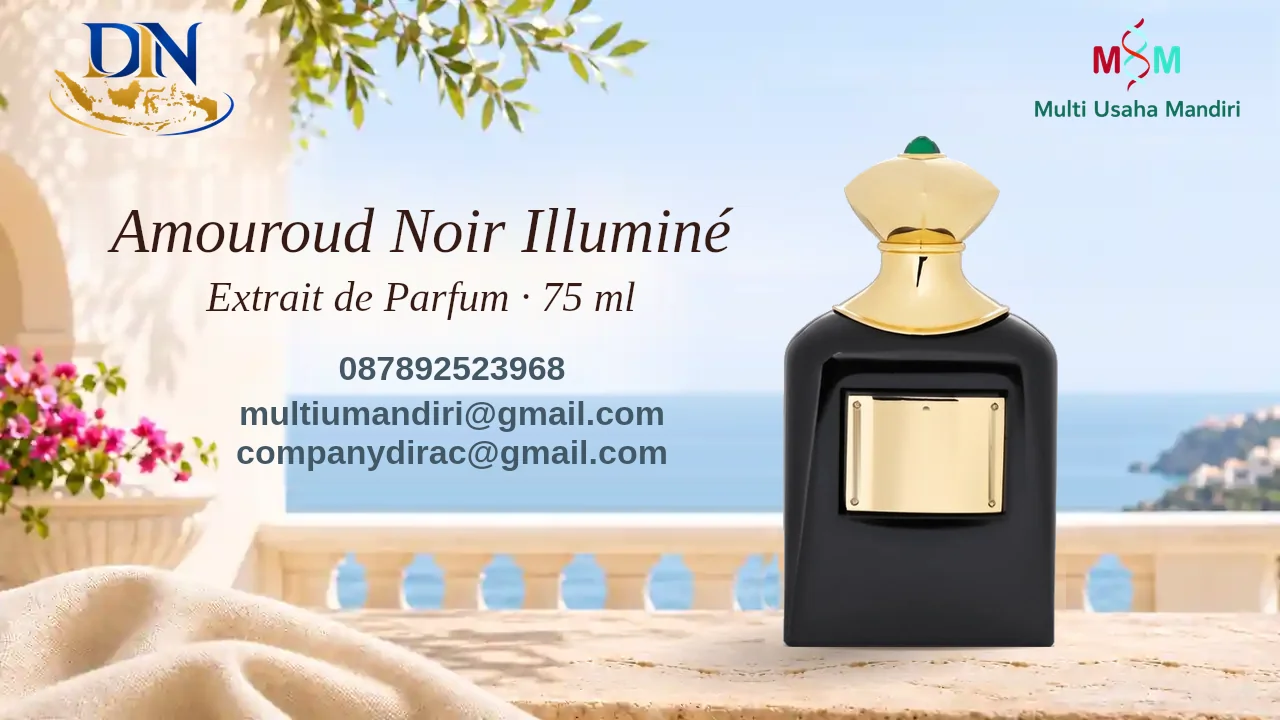 DIN
MSM
Multi Usaha Mandiri
Amouroud Noir Illuminé
Extrait de Parfum · 75 ml
087892523968
multiumandiri@gmail.com
companydirac@gmail.com